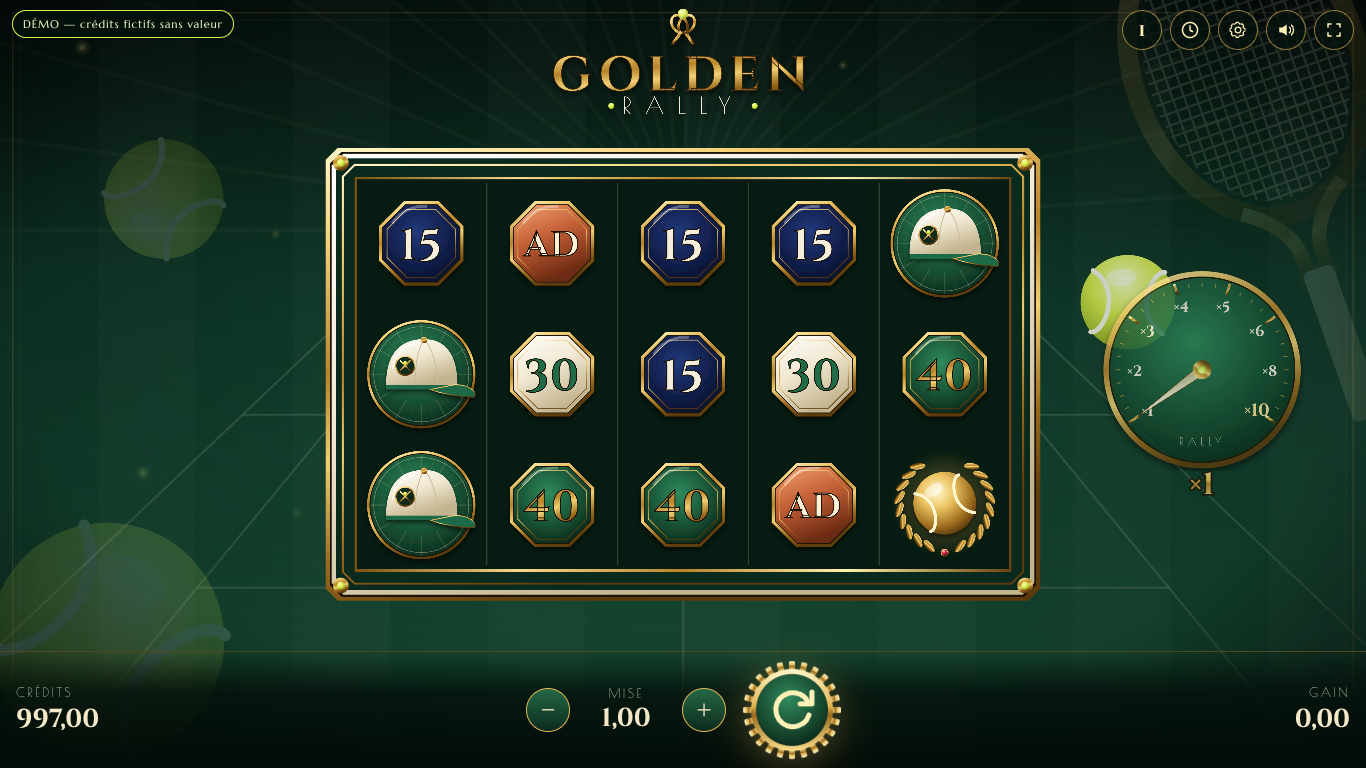 DÉMO — crédits fictifs sans valeur
I
GOLDEN
RALLY
15 AD 15 15
30 15 30 40
40 40 AD
×1 ×2 ×3 ×4 ×5 ×6 ×8 ×10
RALLY
×1
CRÉDITS
997,00
MISE
1,00
GAIN
0,00